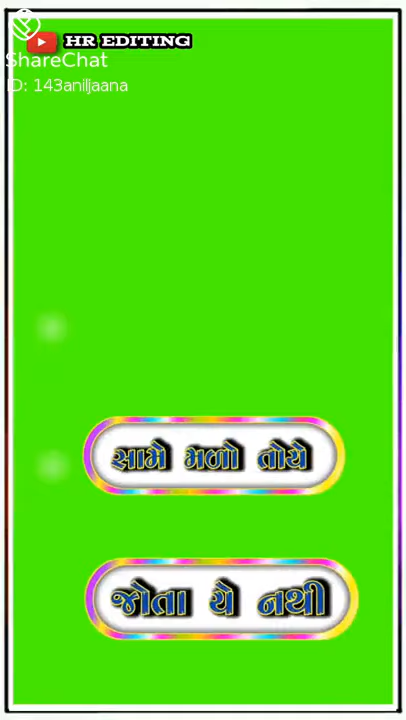 HR EDITING
ShareChat
ID: 143aniljaana
સામે મળો તોયે
જોતા યે નથી